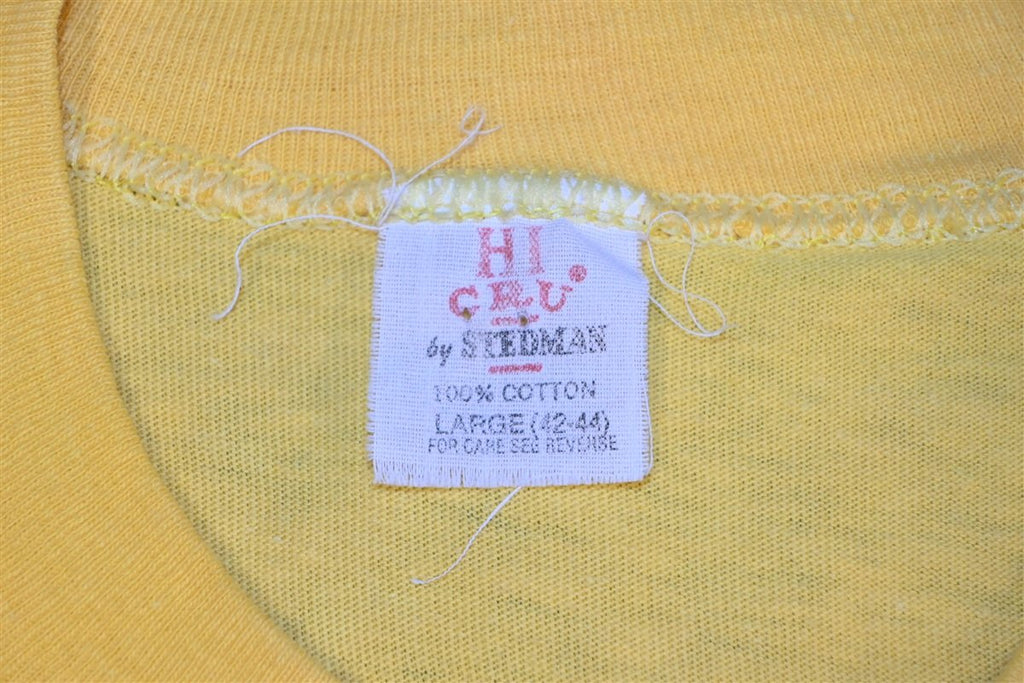 HI
CRU®
by STEDMAN
100% COTTON
LARGE (42-44)
FOR CARE SEE REVERSE